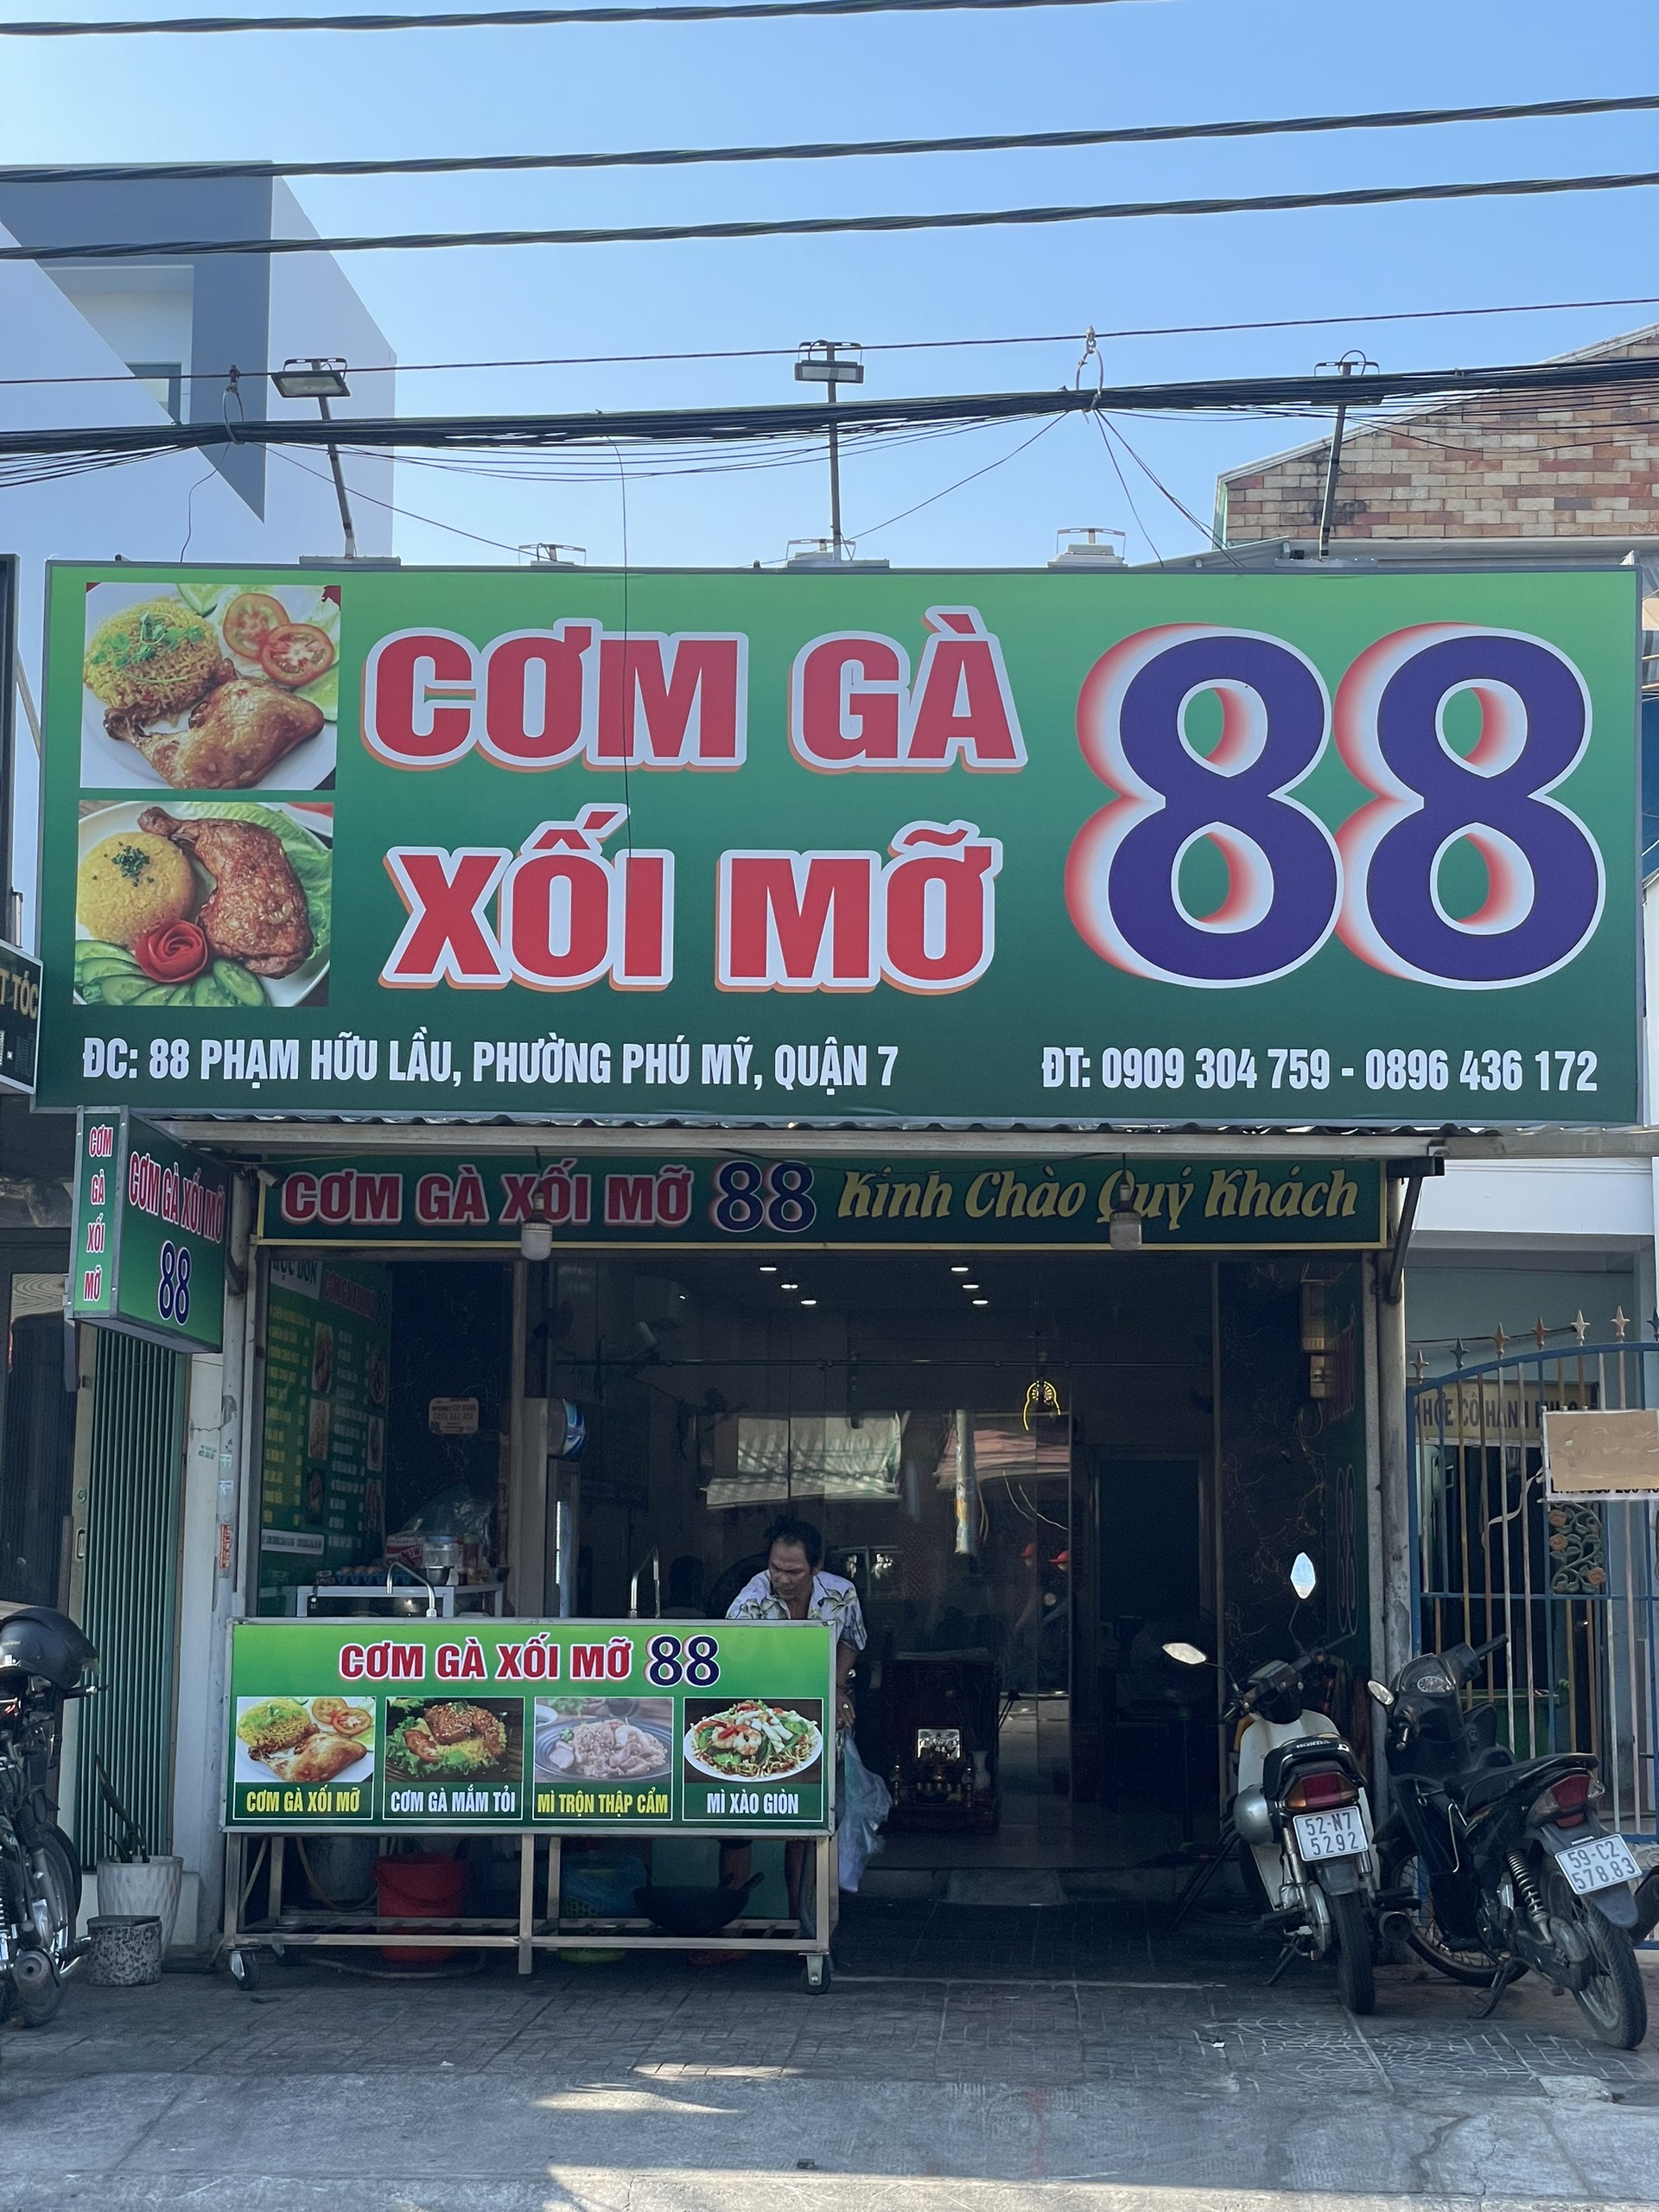 CƠM GÀ
XỐI MỠ
88
ĐC: 88 PHẠM HỮU LẦU, PHƯỜNG PHÚ MỸ, QUẬN 7
ĐT: 0909 304 759 - 0896 436 172
T TÓC
CƠM
GÀ
XỐI
MỠ
CƠM GÀ XỐI MỠ
88
CƠM GÀ XỐI MỠ 88 Kính Chào Quý Khách
CƠM GÀ XỐI MỠ 88
CƠM GÀ XỐI MỠ
CƠM GÀ MẮM TỎI
MÌ TRỘN THẬP CẨM
MÌ XÀO GIÒN
HONDA
52-N7
5292
59-C2
578.83